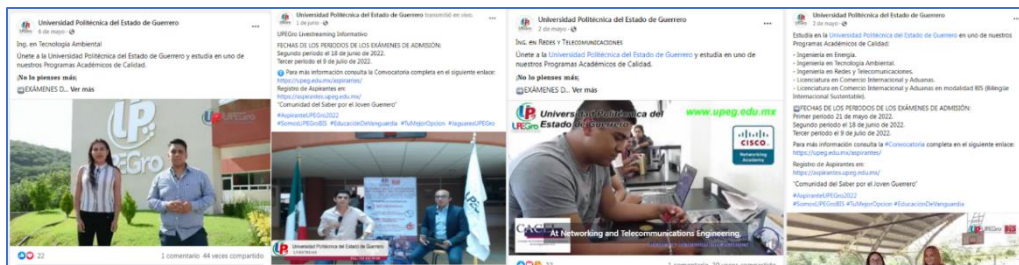 Universidad Politécnica del Estado de Guerrero
6 de mayo
Ing. en Tecnología Ambiental
Únete a la Universidad Politécnica del Estado de Guerrero y estudia en uno de
nuestros Programas Académicos de Calidad.
¡No lo pienses más¡
EXÁMENES D... Ver más
UPEGro
22
1 comentario 44 veces compartido
Universidad Politécnica del Estado de Guerrero transmitió en vivo.
1 de junio
UPEGro Livestreaming Informativo
FECHAS DE LOS PERIODOS DE LOS EXÁMENES DE ADMISIÓN:
Segundo periodo el 18 de junio de 2022.
Tercer periodo el 9 de julio de 2022.
Para más información consulta la Convocatoria completa en el siguiente enlace:
https://upeg.edu.mx/aspirantes/
Registro de Aspirantes en:
https://aspirantes.upeg.edu.mx/
"Comunidad del Saber por el Joven Guerrero"
#AspiranteUPEGro2022
#SomosUPEGroBIS #EducaciónDeVanguardia #TuMejorOpcion #JaguaresUPEGro
Universidad Politécnica del Estado de Guerrero
Universidad Politécnica del Estado de Guerrero
2 de mayo
ING. EN REDES Y TELECOMUNICACIONES
Únete a la Universidad Politécnica del Estado de Guerrero y estudia en uno de
nuestros Programas Académicos de Calidad.
¡No lo pienses más¡
EXÁMENES D... Ver más
UPEGro
Universidad Politécnica del
Estado de Guerrero
www.upeg.edu.mx
CISCO
Networking
Academy
At Networking and Telecommunications Engineering,
Universidad Politécnica del Estado de Guerrero
2 de mayo
Estudia en la Universidad Politécnica del Estado de Guerrero en uno de nuestros
Programas Académicos de Calidad:
- Ingeniería en Energía.
- Ingeniería en Tecnología Ambiental.
- Ingeniería en Redes y Telecomunicaciones.
- Licenciatura en Comercio Internacional y Aduanas.
- Licenciatura en Comercio Internacional y Aduanas en modalidad BIS (Bilingüe
Internacional Sustentable).
FECHAS DE LOS PERIODOS DE LOS EXÁMENES DE ADMISIÓN:
Primer periodo 21 de mayo de 2022.
Segundo periodo el 18 de junio de 2022.
Tercer periodo el 9 de julio de 2022.
Para más información consulta la #Convocatoria completa en el siguiente enlace:
https://upeg.edu.mx/aspirantes/
Registro de Aspirantes en:
https://aspirantes.upeg.edu.mx/
"Comunidad del Saber por el Joven Guerrero"
#AspiranteUPEGro2022
#SomosUPEGroBIS #TuMejorOpcion #EducaciónDeVanguardia
UPEGro